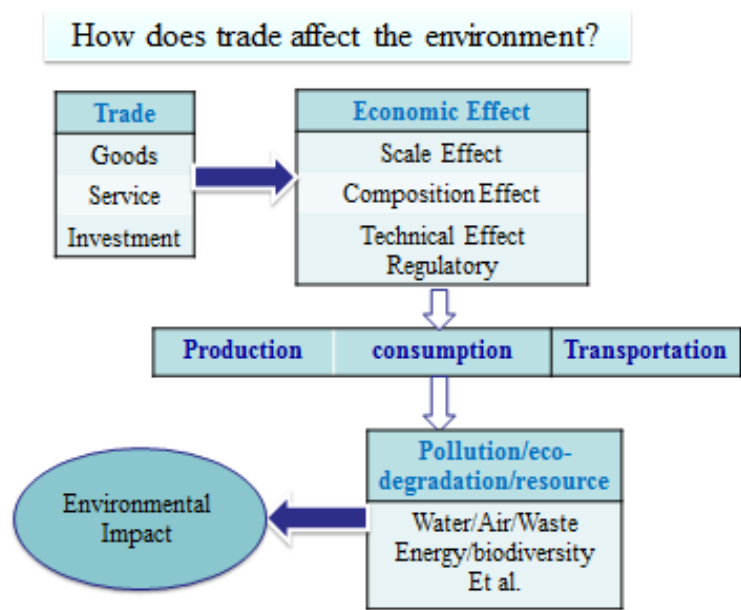 How does trade affect the environment?
Trade
Goods
Service
Investment
Economic Effect
Scale Effect
Composition Effect
Technical Effect
Regulatory
Production
consumption
Transportation
Pollution/eco-
degradation/resource
Water/Air/Waste
Energy/biodiversity
Et al.
Environmental
Impact